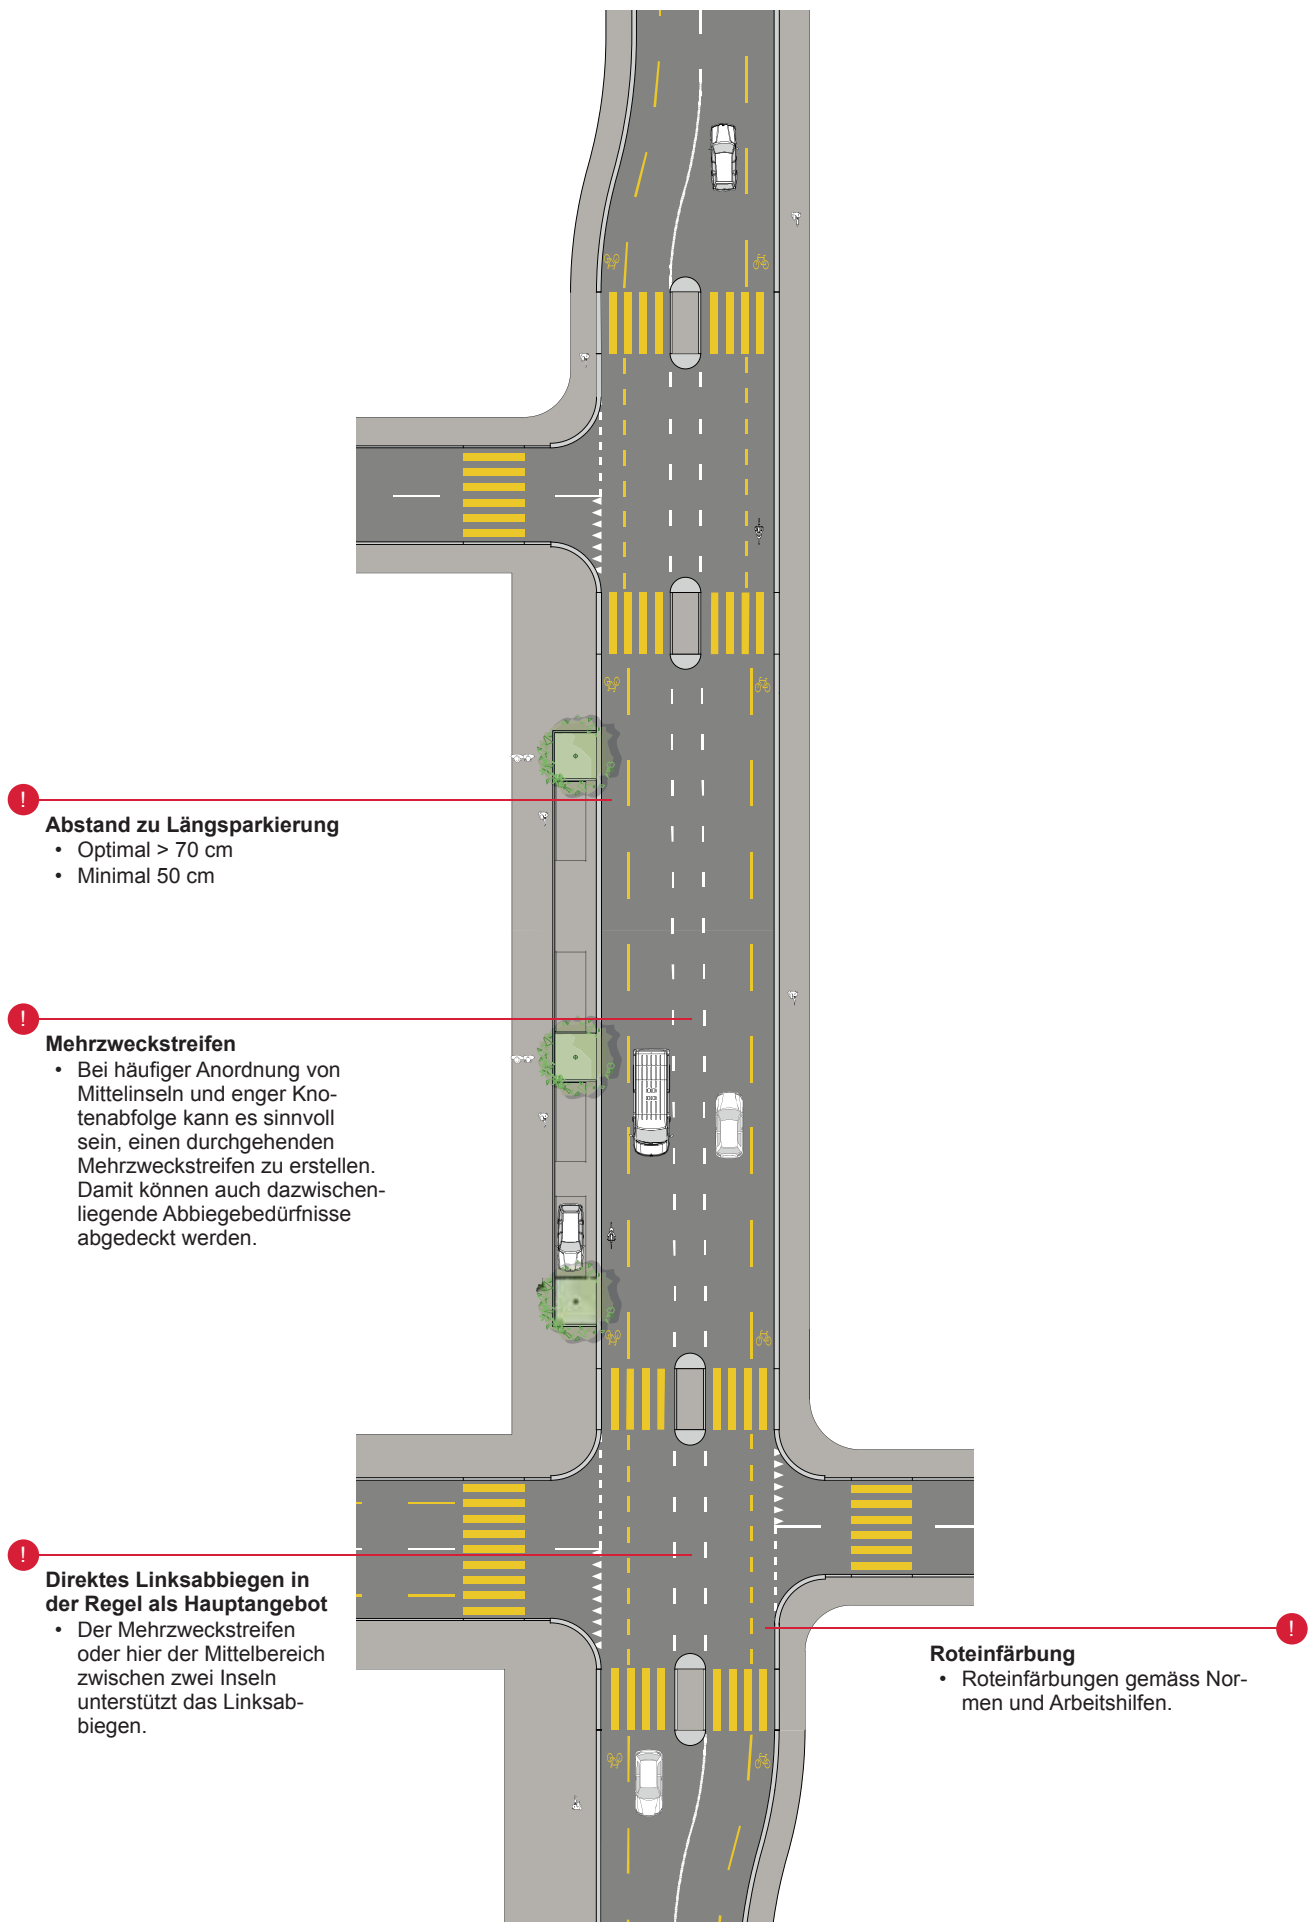 !
Abstand zu Längsparkierung
• Optimal > 70 cm
• Minimal 50 cm
!
Mehrzweckstreifen
• Bei häufiger Anordnung von
Mittelinseln und enger Kno-
tenabfolge kann es sinnvoll
sein, einen durchgehenden
Mehrzweckstreifen zu erstellen.
Damit können auch dazwischen-
liegende Abbiegebedürfnisse
abgedeckt werden.
!
Direktes Linksabbiegen in
der Regel als Hauptangebot
• Der Mehrzweckstreifen
oder hier der Mittelbereich
zwischen zwei Inseln
unterstützt das Linksab-
biegen.
!
Roteinfärbung
• Roteinfärbungen gemäss Nor-
men und Arbeitshilfen.